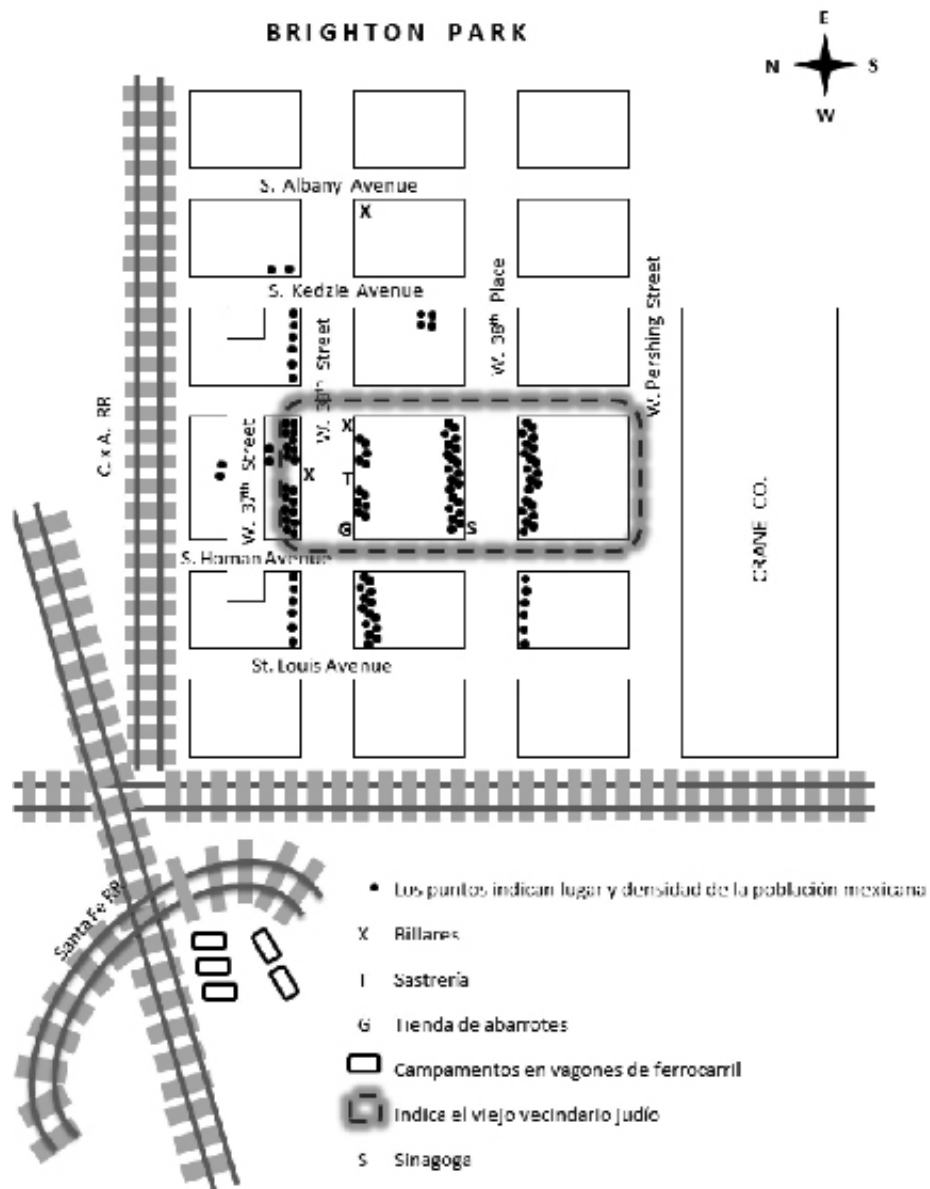 BRIGHTON PARK
E
N S
W
S. Albany Avenue
X
S. Kedzie Avenue
W. 38th Street
W. 38th Place
W. Pershing Street
C. x A. RR
W. 37th Street
X
X
T
G
S
S. Homan Avenue
CRANE CO.
St. Louis Avenue
Santa Fe RR
• Los puntos indican lugar y densidad de la población mexicana
X Billares
T Sastrería
G Tienda de abarrotes
Campamentos en vagones de ferrocarril
Indica el viejo vecindario judío
S Sinagoga